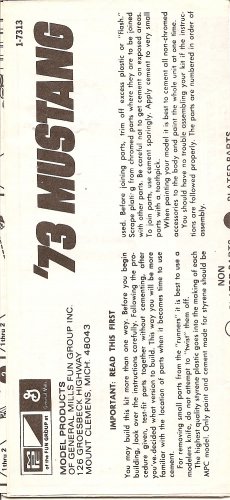 1-7313
'73 MUSTANG
of the FUN GROUP at
MODEL PRODUCTS
OF GENERAL MILLS FUN GROUP INC.
126 GROESBECK HIGHWAY
MOUNT CLEMENS, MICH. 48043
IMPORTANT: READ THIS FIRST
You may build this kit more than one way. Before you begin
building, look over the instructions carefully. Following the pro-
cedure given, test-fit parts together without cementing, after
you've decided what version to build. This way you will be more
familiar with the location of parts when it becomes time to use
cement.
For removing small parts from the "runners" it is best to use a
modelers knife, do not attempt to "twist" them off.
Only the highest quality styrene plastic goes into the making of each
MPC model. Only paint and cement made for styrene should be
used. Before joining parts, trim off excess plastic or "flash."
Scrape plating from chromed parts where they are to be joined
with other parts. Be careful not to get cement on exposed areas.
To join parts, use cement sparingly. Apply cement to very small
parts with a toothpick.
When painting your model it is best to cement all non-chromed
accessories to the body and paint the whole unit at one time.
You should have no trouble assembling your kit if the instruc-
tions are followed properly. The parts are numbered in order of
assembly.
NON
PLATED PARTS